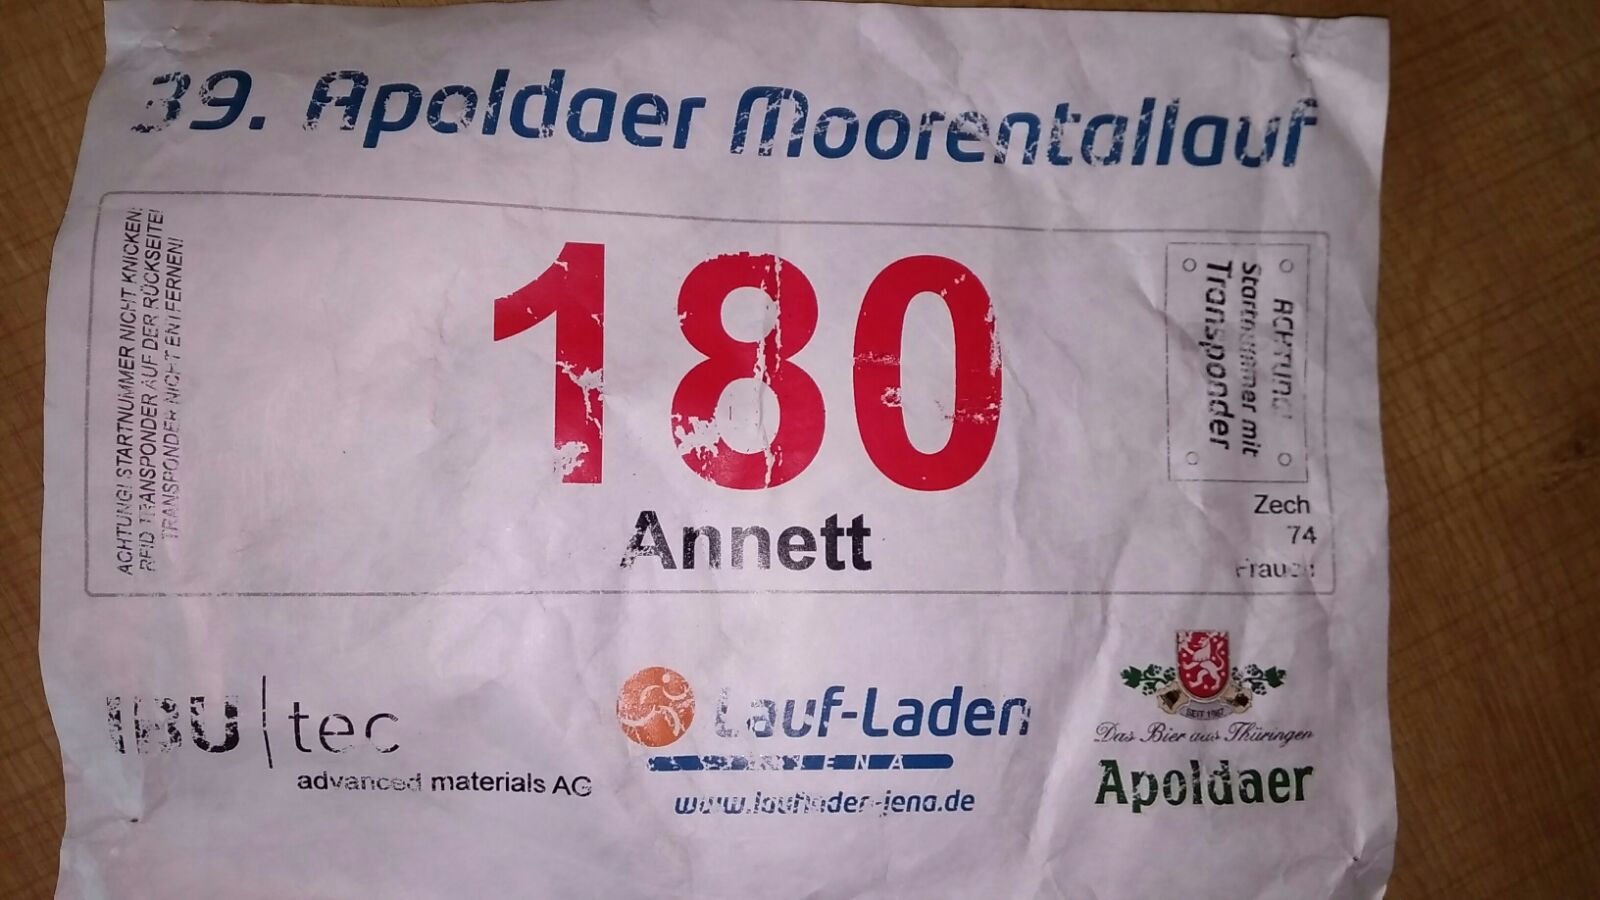 39. Apoldaer Moorentallauf
ACHTUNG! STARTNUMMER NICHT KNICKEN!
RFID TRANSPONDER AUF DER RÜCKSEITE!
TRANSPONDER NICHT ENTFERNEN!
180
Annett
ACHTUNG
Startnummer mit
Transponder
Zech
74
Frauen
IBU|tec
advanced materials AG
Lauf-Laden
JENA
www.laufladen-jena.de
Das Bier aus Thüringen
Apoldaer